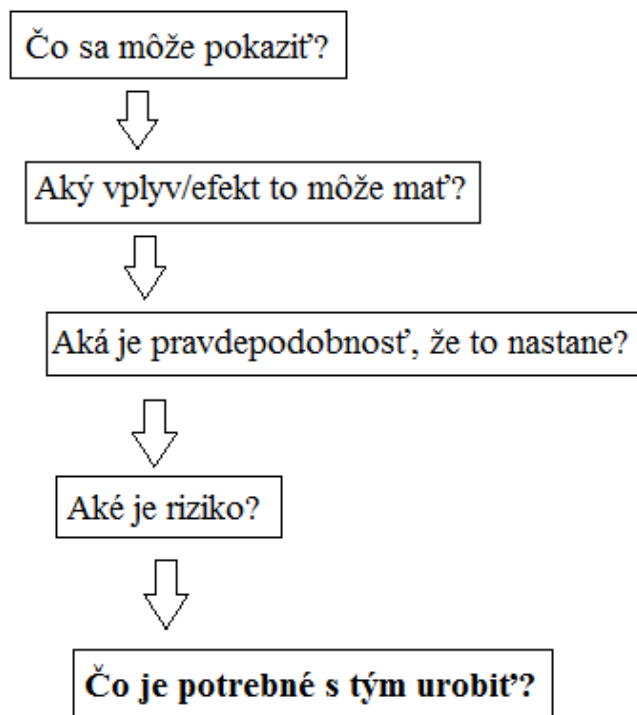 Čo sa môže pokaziť?
Aký vplyv/efekt to môže mať?
Aká je pravdepodobnosť, že to nastane?
Aké je riziko?
Čo je potrebné s tým urobiť?